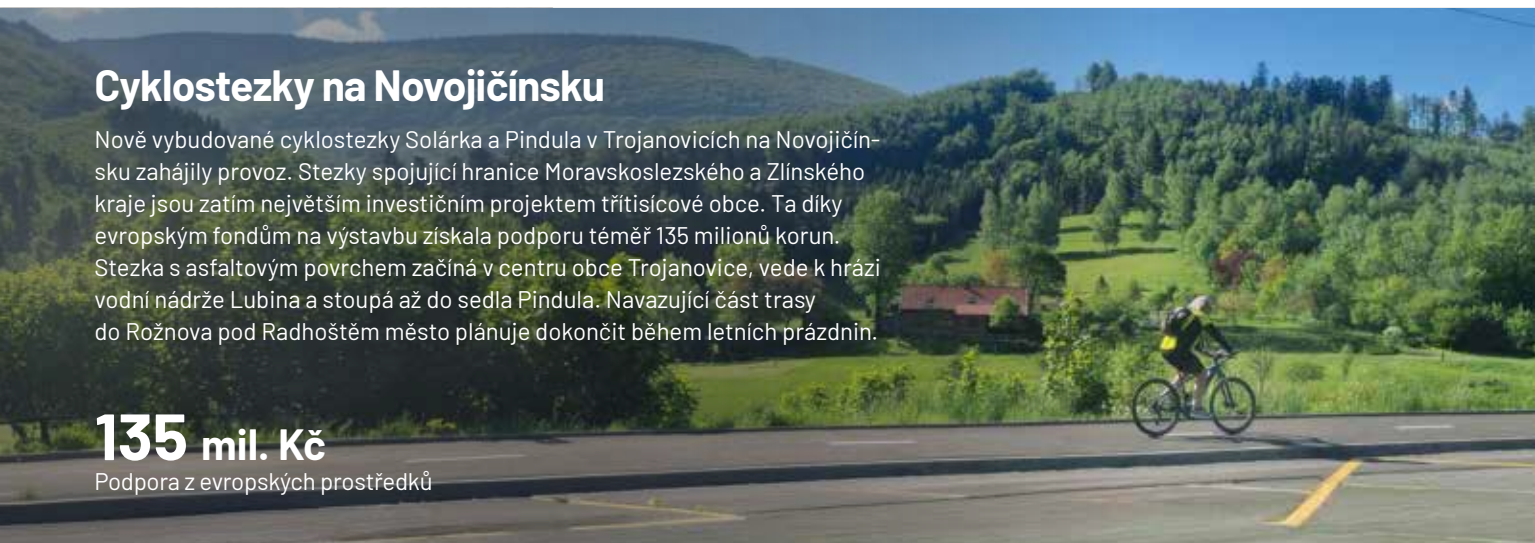 Cyklostezky na Novojičínsku
Nově vybudované cyklostezky Solárka a Pindula v Trojanovicích na Novojičín-
sku zahájily provoz. Stezky spojující hranice Moravskoslezského a Zlínského
kraje jsou zatím největším investičním projektem třítisícové obce. Ta díky
evropským fondům na výstavbu získala podporu téměř 135 milionů korun.
Stezka s asfaltovým povrchem začíná v centru obce Trojanovice, vede k hrázi
vodní nádrže Lubina a stoupá až do sedla Pindula. Navazující část trasy
do Rožnova pod Radhoštěm město plánuje dokončit během letních prázdnin.
135 mil. Kč
Podpora z evropských prostředků